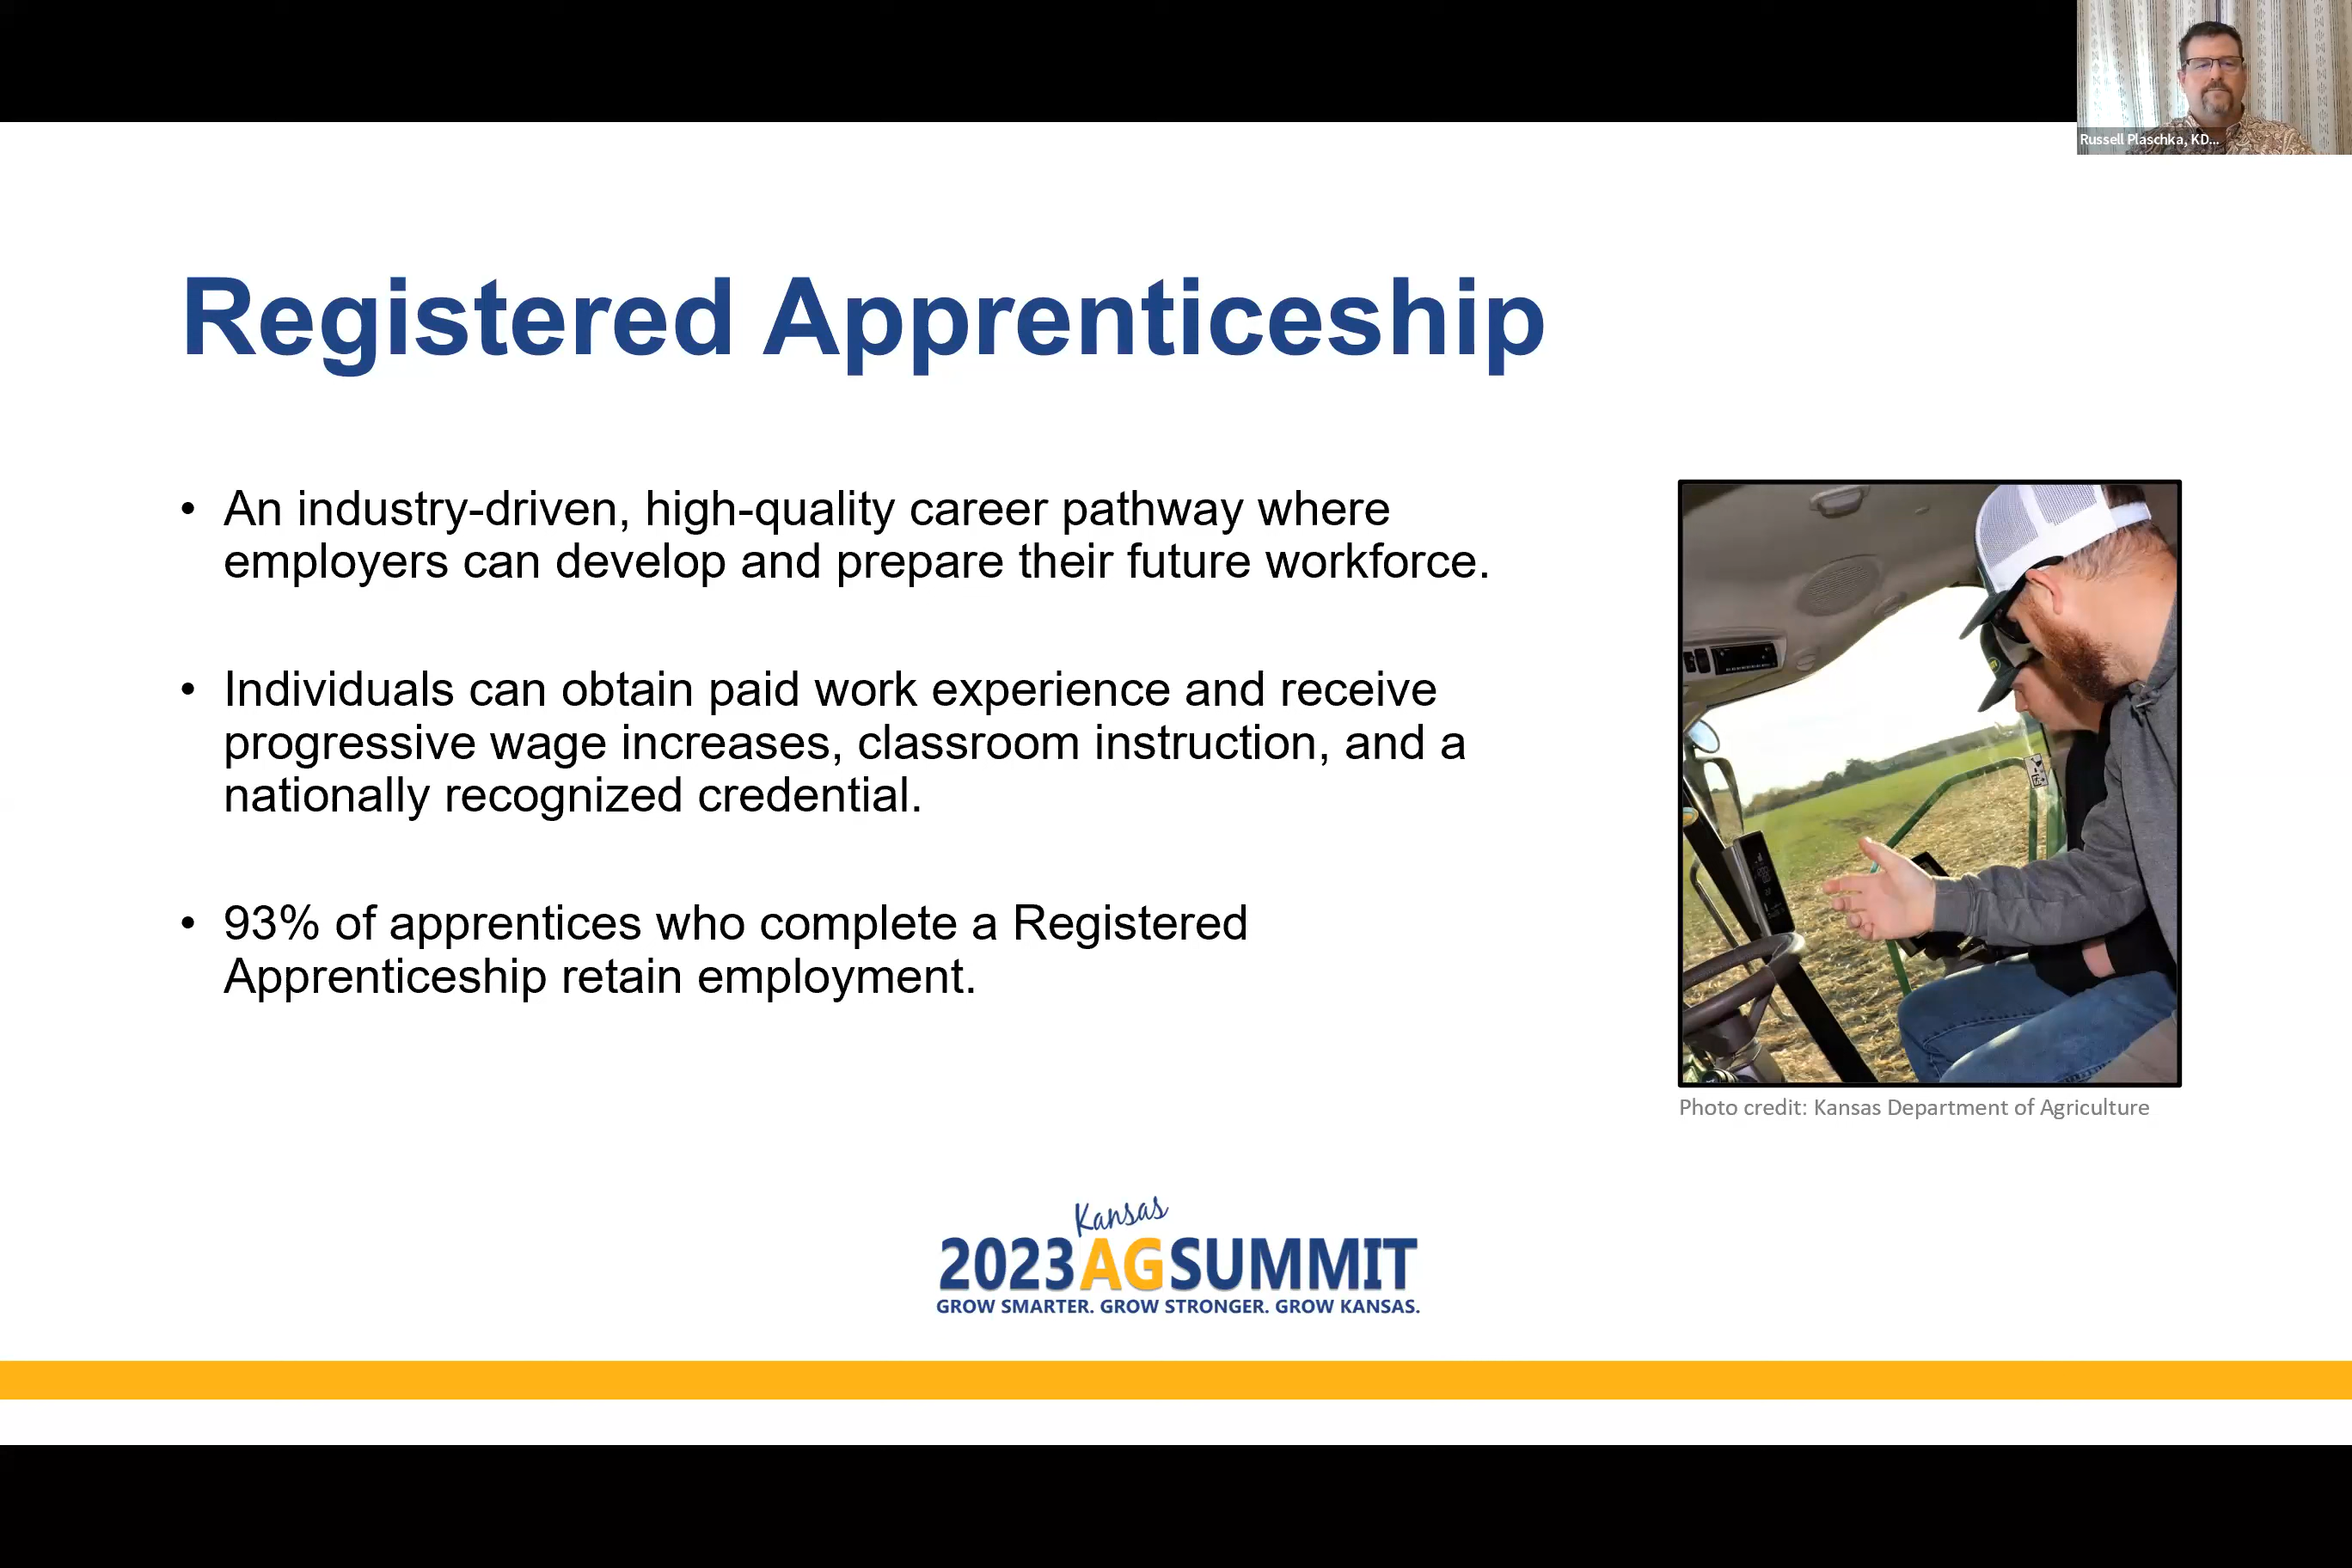 Russell Plaschka, KD...
Registered Apprenticeship
• An industry-driven, high-quality career pathway where
employers can develop and prepare their future workforce.
• Individuals can obtain paid work experience and receive
progressive wage increases, classroom instruction, and a
nationally recognized credential.
• 93% of apprentices who complete a Registered
Apprenticeship retain employment.
Photo credit: Kansas Department of Agriculture
Kansas
2023 AG SUMMIT
GROW SMARTER. GROW STRONGER. GROW KANSAS.